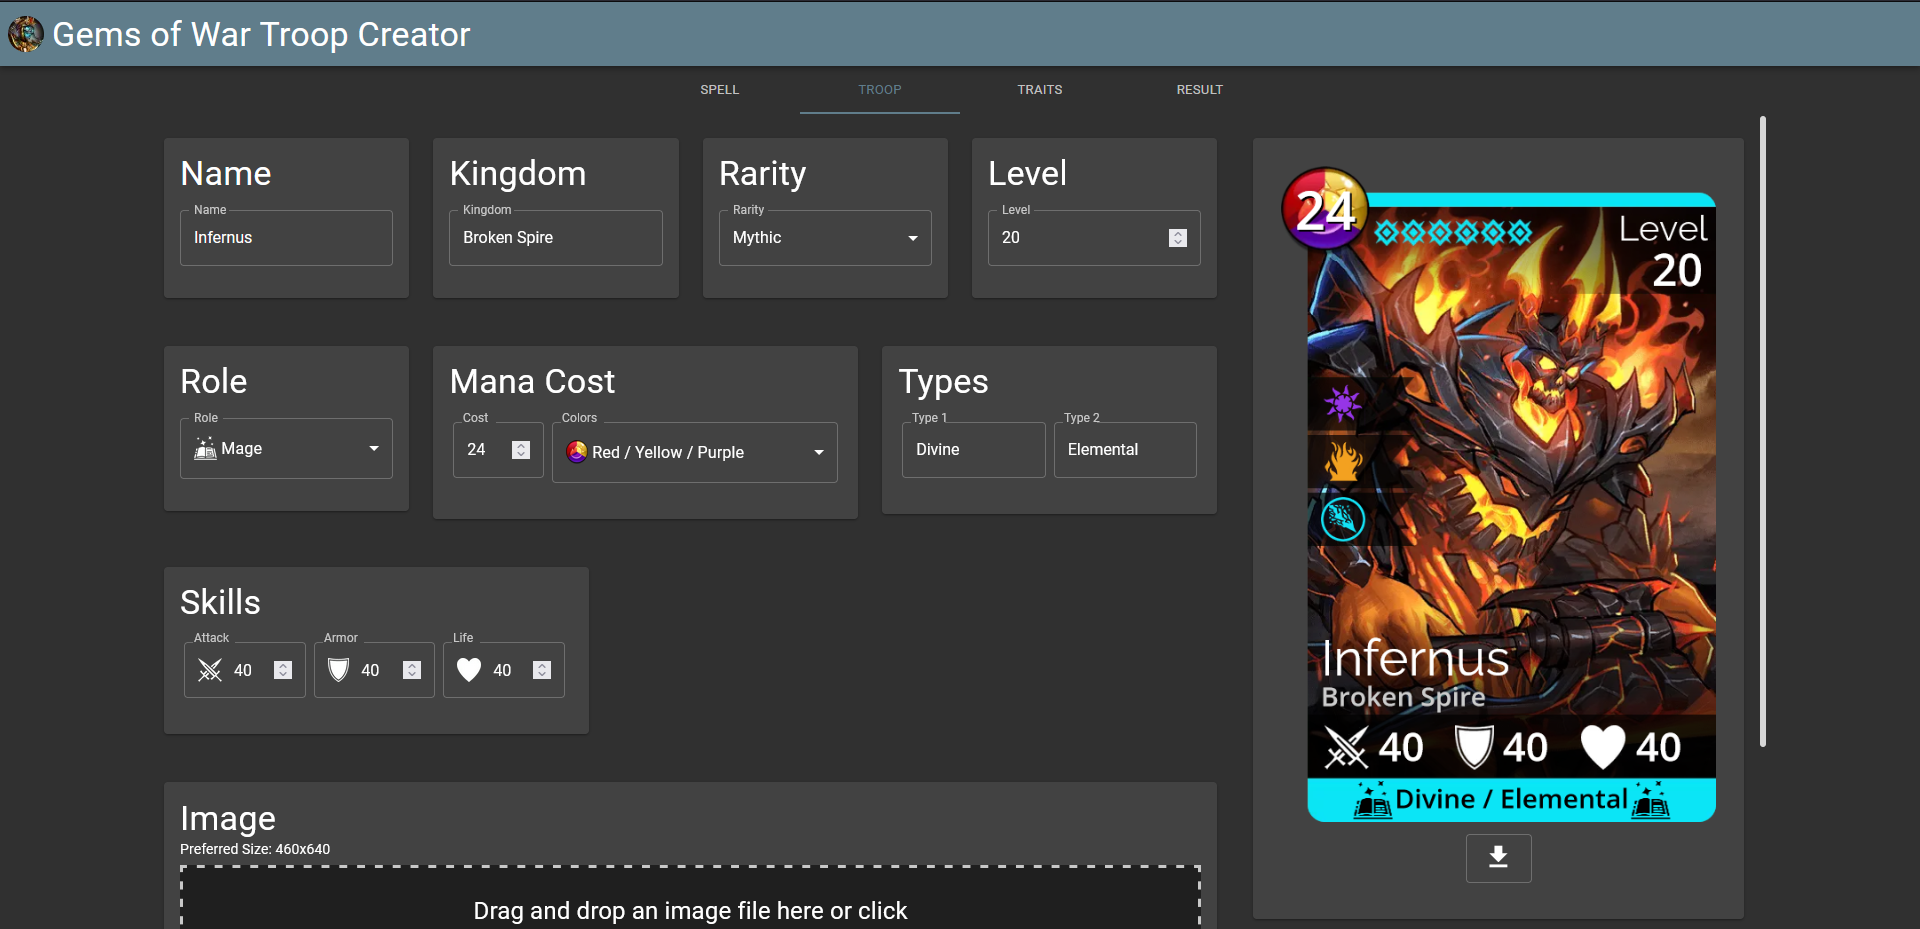 Gems of War Troop Creator
SPELL
TROOP
TRAITS
RESULT
Name
Name
Infernus
Kingdom
Kingdom
Broken Spire
Rarity
Rarity
Mythic
Level
Level
20
Role
Role
Mage
Mana Cost
Cost
24
Colors
Red / Yellow / Purple
Types
Type 1
Divine
Type 2
Elemental
Skills
Attack
40
Armor
40
Life
40
Image
Preferred Size: 460x640
Drag and drop an image file here or click
24
Level
20
Infernus
Broken Spire
40 40 40
Divine / Elemental